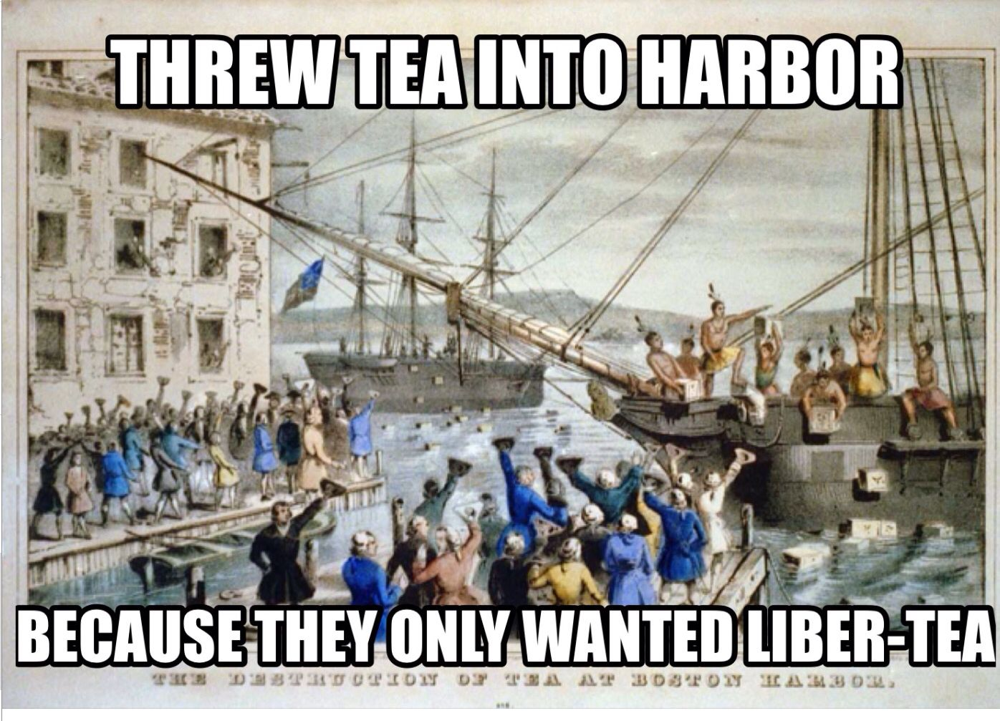 THREW TEA INTO HARBOR
BECAUSE THEY ONLY WANTED LIBER-TEA
THE DESTRUCTION OF TEA AT BOSTON HARBOR.